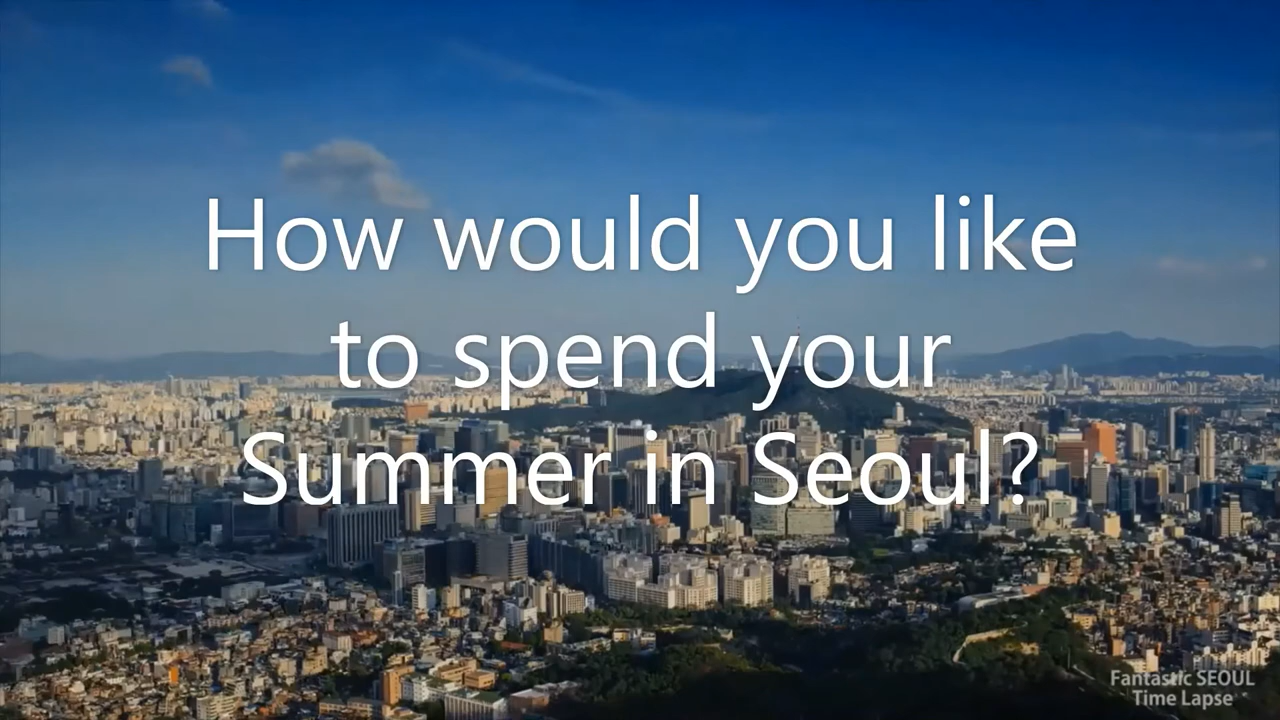 How would you like
to spend your
Summer in Seoul?
Fantastic SEOUL
Time Lapse